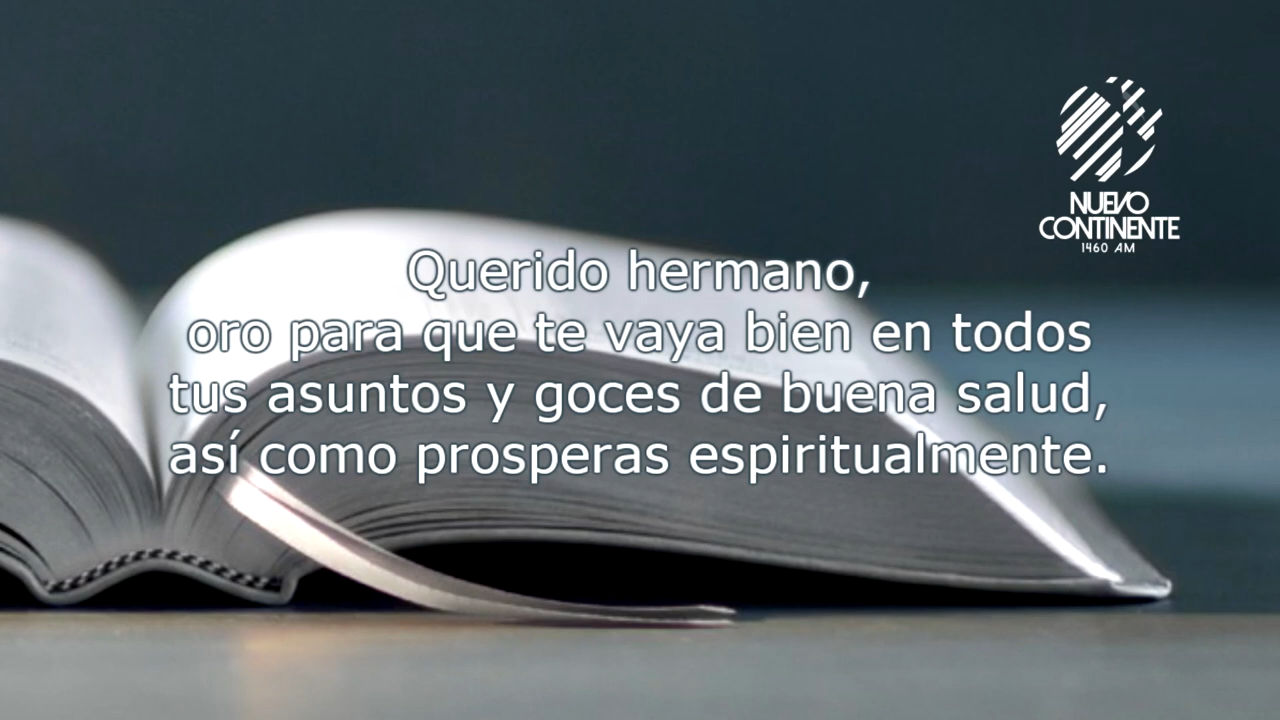 NUEVO
CONTINENTE
1460 AM
Querido hermano,
oro para que te vaya bien en todos
tus asuntos y goces de buena salud,
así como prosperas espiritualmente.